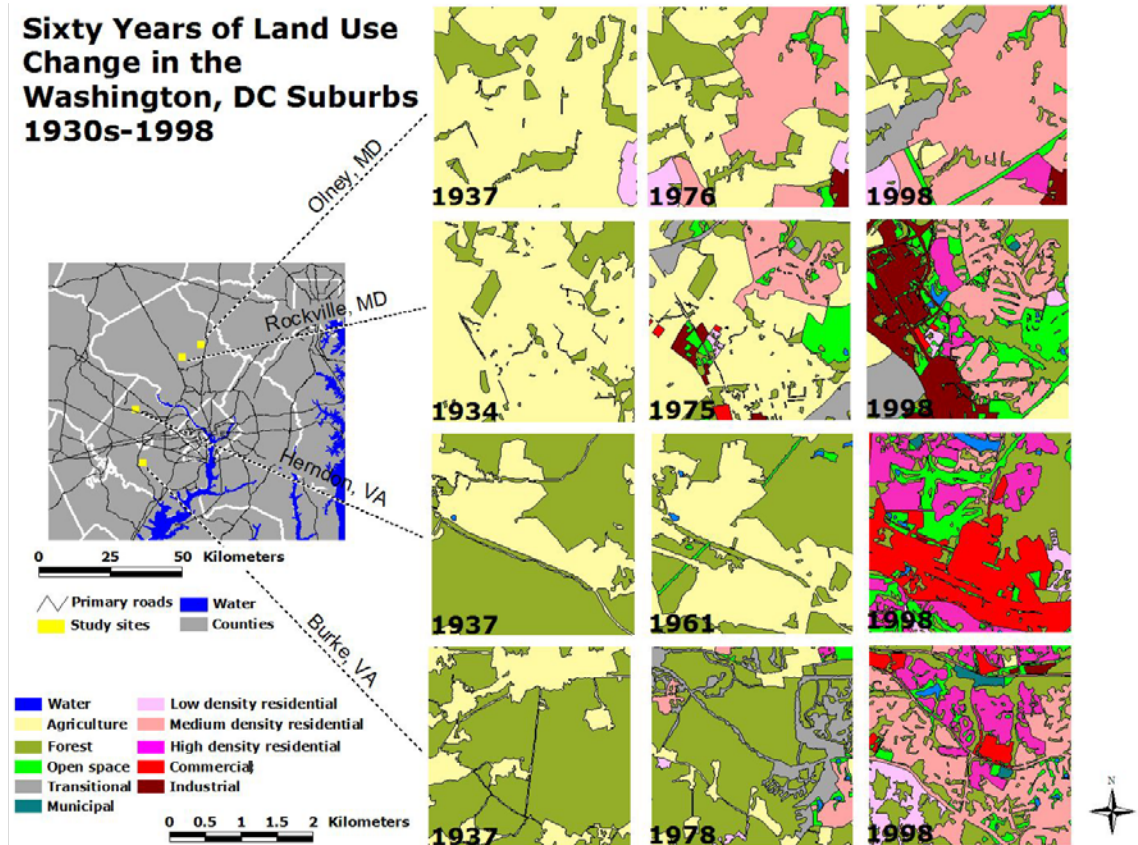 Sixty Years of Land Use
Change in the
Washington, DC Suburbs
1930s-1998
Olney, MD
1937
1976
1998
Rockville, MD
1934
1975
1998
Herndon, VA
1937
1961
1998
Burke, VA
1937
1978
1998
0 25 50 Kilometers
Primary roads
Water
Study sites
Counties
Water
Low density residential
Agriculture
Medium density residential
Forest
High density residential
Open space
Commercial
Transitional
Industrial
Municipal
0 0.5 1 1.5 2 Kilometers
N